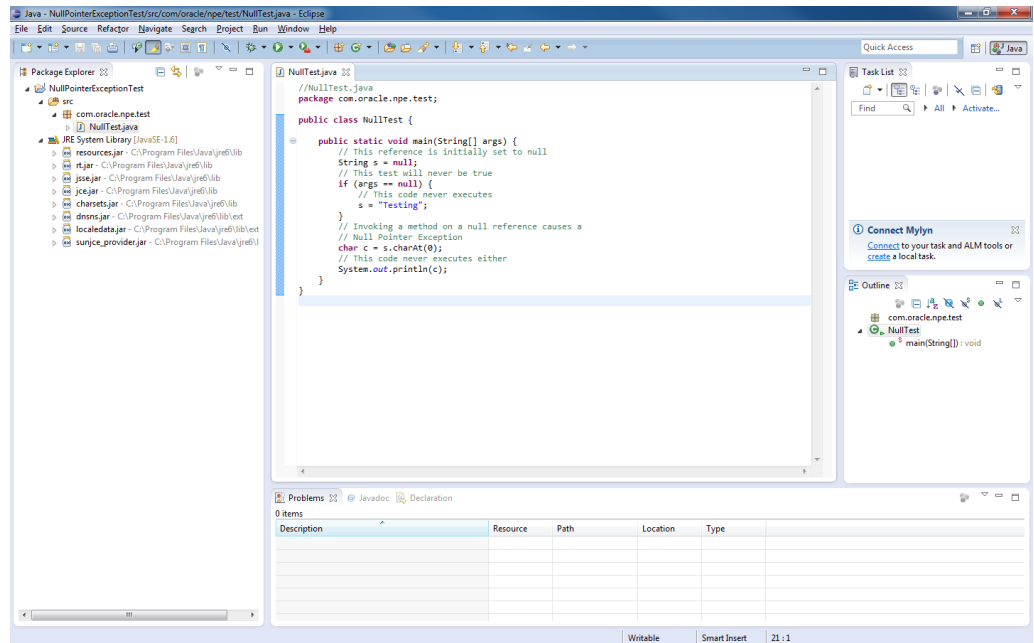 Java - NullPointerExceptionTest/src/com/oracle/npe/test/NullTest.java - Eclipse
File Edit Source Refactor Navigate Search Project Run Window Help
Quick Access
Java
Package Explorer
NullPointerExceptionTest
src
com.oracle.npe.test
NullTest.java
JRE System Library [JavaSE-1.6]
resources.jar - C:\Program Files\Java\jre6\lib
rt.jar - C:\Program Files\Java\jre6\lib
jsse.jar - C:\Program Files\Java\jre6\lib
jce.jar - C:\Program Files\Java\jre6\lib
charsets.jar - C:\Program Files\Java\jre6\lib
dnsns.jar - C:\Program Files\Java\jre6\lib\ext
localedata.jar - C:\Program Files\Java\jre6\lib\ext
sunjce_provider.jar - C:\Program Files\Java\jre6\l
NullTest.java
//NullTest.java
package com.oracle.npe.test;
public class NullTest {
public static void main(String[] args) {
// This reference is initially set to null
String s = null;
// This test will never be true
if (args == null) {
// This code never executes
s = "Testing";
}
// Invoking a method on a null reference causes a
// Null Pointer Exception
char c = s.charAt(0);
// This code never executes either
System.out.println(c);
}
}
Task List
Find All Activate...
Connect Mylyn
Connect to your task and ALM tools or
create a local task.
Outline
com.oracle.npe.test
NullTest
main(String[]) : void
Problems Javadoc Declaration
0 items
Description Resource Path Location Type
Writable Smart Insert 21 : 1